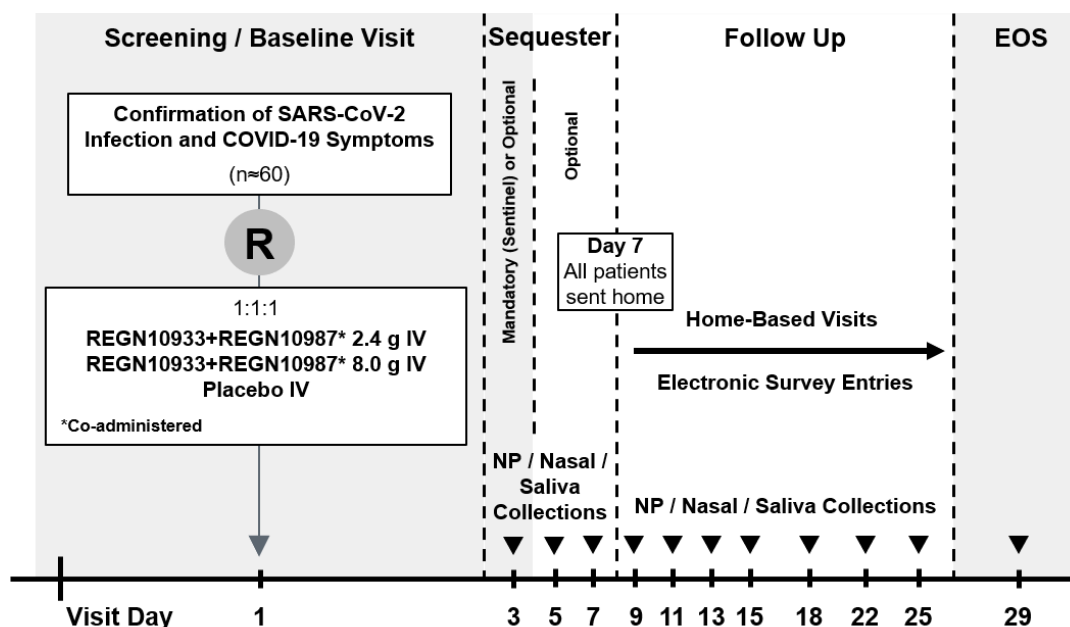 Screening / Baseline Visit
Sequester
Follow Up
EOS
Confirmation of SARS-CoV-2
Infection and COVID-19 Symptoms
(n≈60)
R
1:1:1
REGN10933+REGN10987* 2.4 g IV
REGN10933+REGN10987* 8.0 g IV
Placebo IV
*Co-administered
Mandatory (Sentinel) or Optional
Optional
Day 7
All patients
sent home
Home-Based Visits
Electronic Survey Entries
NP / Nasal /
Saliva
Collections
NP / Nasal / Saliva Collections
Visit Day
1
3
5
7
9
11
13
15
18
22
25
29